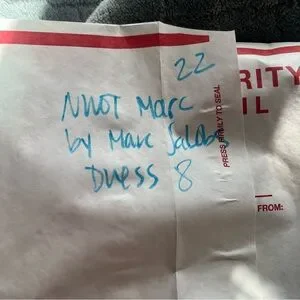 22
NWOT Marc
by Marc Jacobs
Dress 8
PRESS FIRMLY TO SEAL
RITY
IL
FROM: